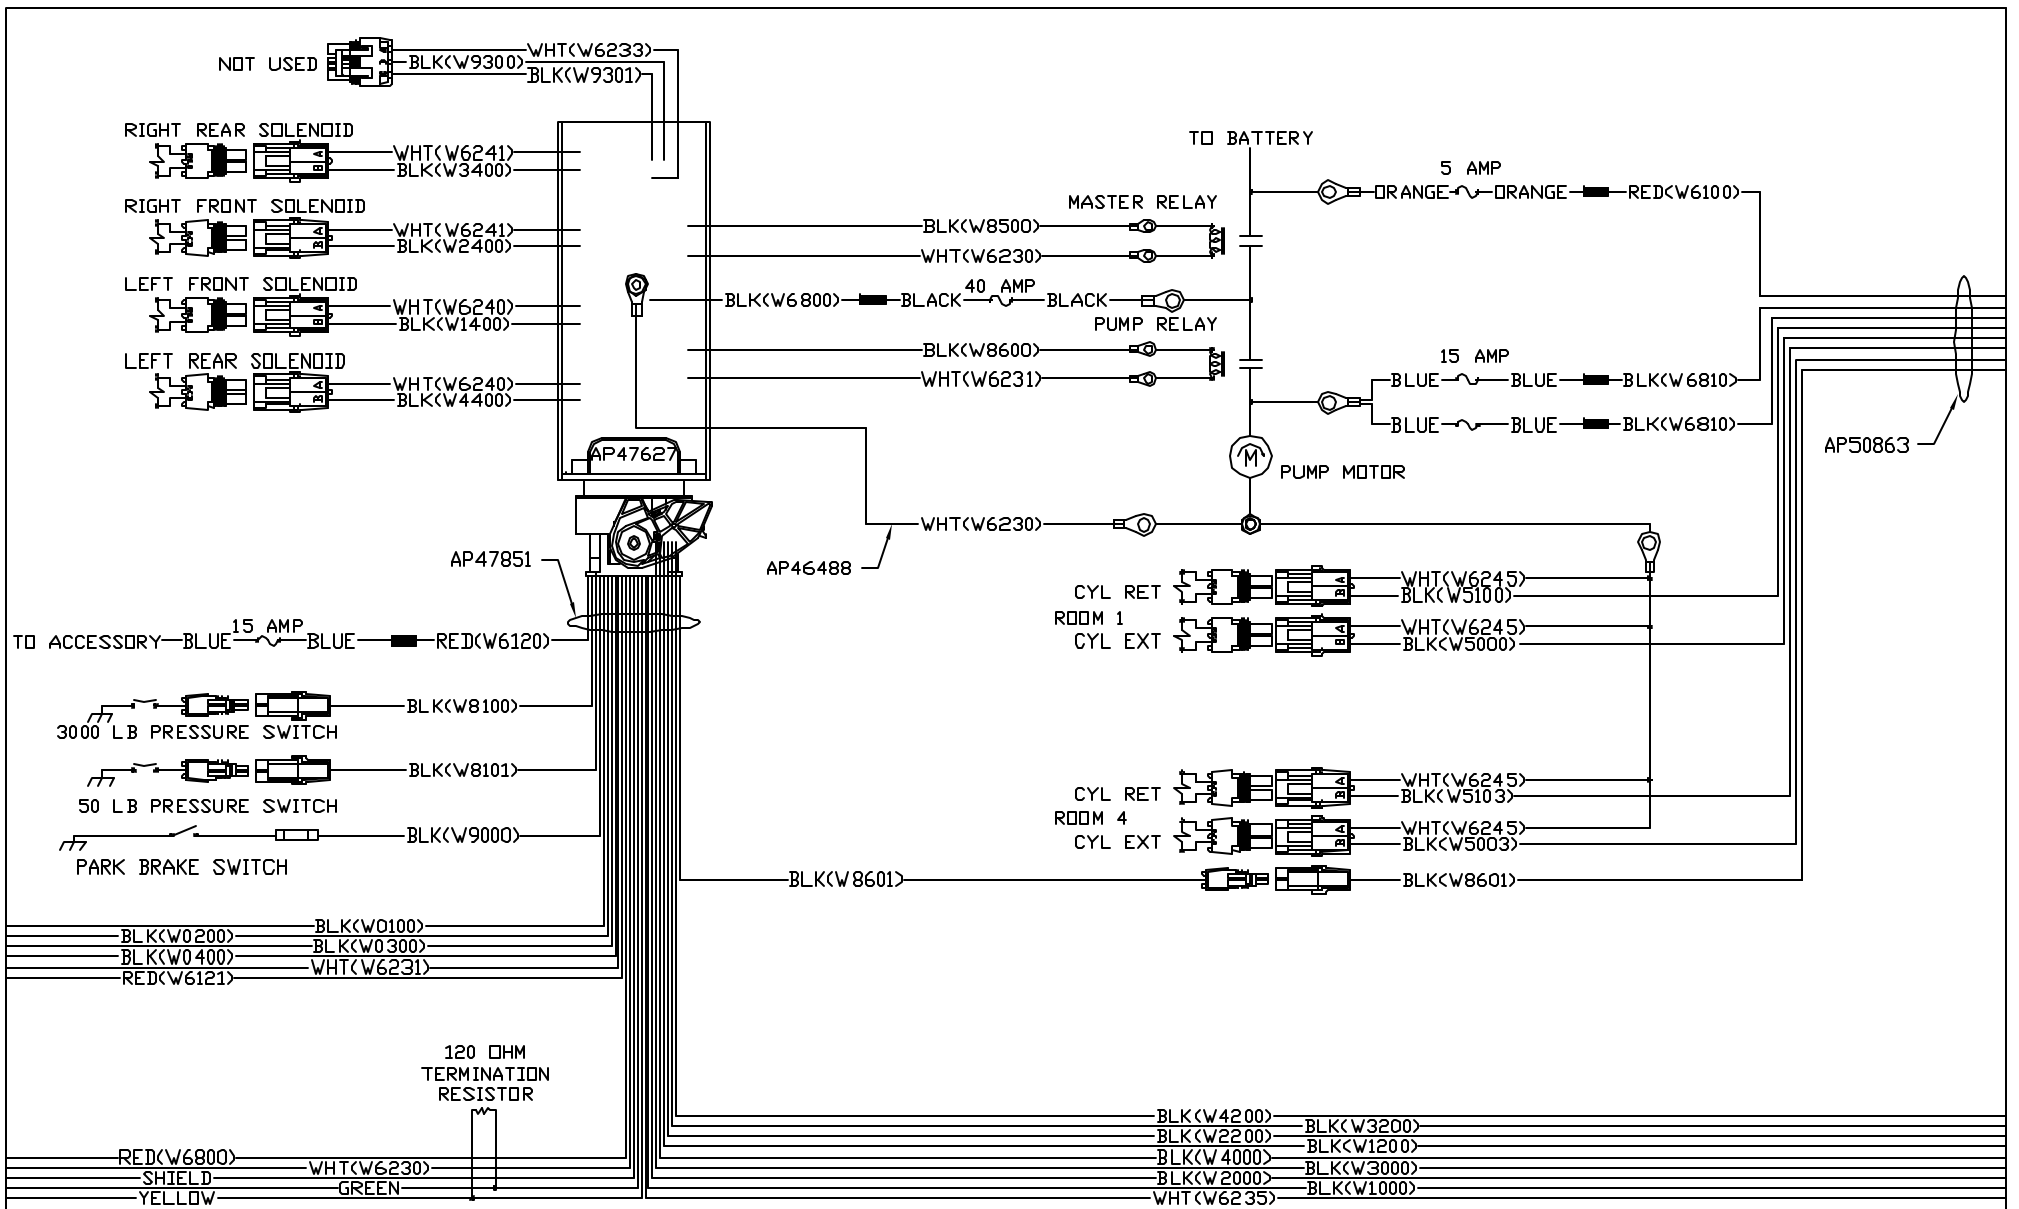 NOT USED
WHT(W6233)
BLK(W9300)
BLK(W9301)
RIGHT REAR SOLENOID
A
B
WHT(W6241)
BLK(W3400)
RIGHT FRONT SOLENOID
A
B
WHT(W6241)
BLK(W2400)
LEFT FRONT SOLENOID
A
B
WHT(W6240)
BLK(W1400)
LEFT REAR SOLENOID
A
B
WHT(W6240)
BLK(W4400)
AP47627
TO BATTERY
5 AMP
ORANGE
ORANGE
RED(W6100)
MASTER RELAY
BLK(W8500)
WHT(W6230)
BLK(W6800)
BLACK
40 AMP
BLACK
PUMP RELAY
BLK(W8600)
WHT(W6231)
15 AMP
BLUE
BLUE
BLK(W6810)
BLUE
BLUE
BLK(W6810)
AP50863
M
PUMP MOTOR
WHT(W6230)
AP46488
AP47851
CYL RET
A
B
WHT(W6245)
BLK(W5100)
ROOM 1
CYL EXT
A
B
WHT(W6245)
BLK(W5000)
TO ACCESSORY
BLUE
15 AMP
BLUE
RED(W6120)
BLK(W8100)
3000 LB PRESSURE SWITCH
BLK(W8101)
50 LB PRESSURE SWITCH
BLK(W9000)
PARK BRAKE SWITCH
CYL RET
A
B
WHT(W6245)
BLK(W5103)
ROOM 4
CYL EXT
A
B
WHT(W6245)
BLK(W5003)
BLK(W8601)
BLK(W8601)
BLK(W0100)
BLK(W0200)
BLK(W0300)
BLK(W0400)
WHT(W6231)
RED(W6121)
120 OHM
TERMINATION
RESISTOR
RED(W6800)
WHT(W6230)
SHIELD
GREEN
YELLOW
BLK(W4200)
BLK(W3200)
BLK(W2200)
BLK(W1200)
BLK(W4000)
BLK(W3000)
BLK(W2000)
BLK(W1000)
WHT(W6235)